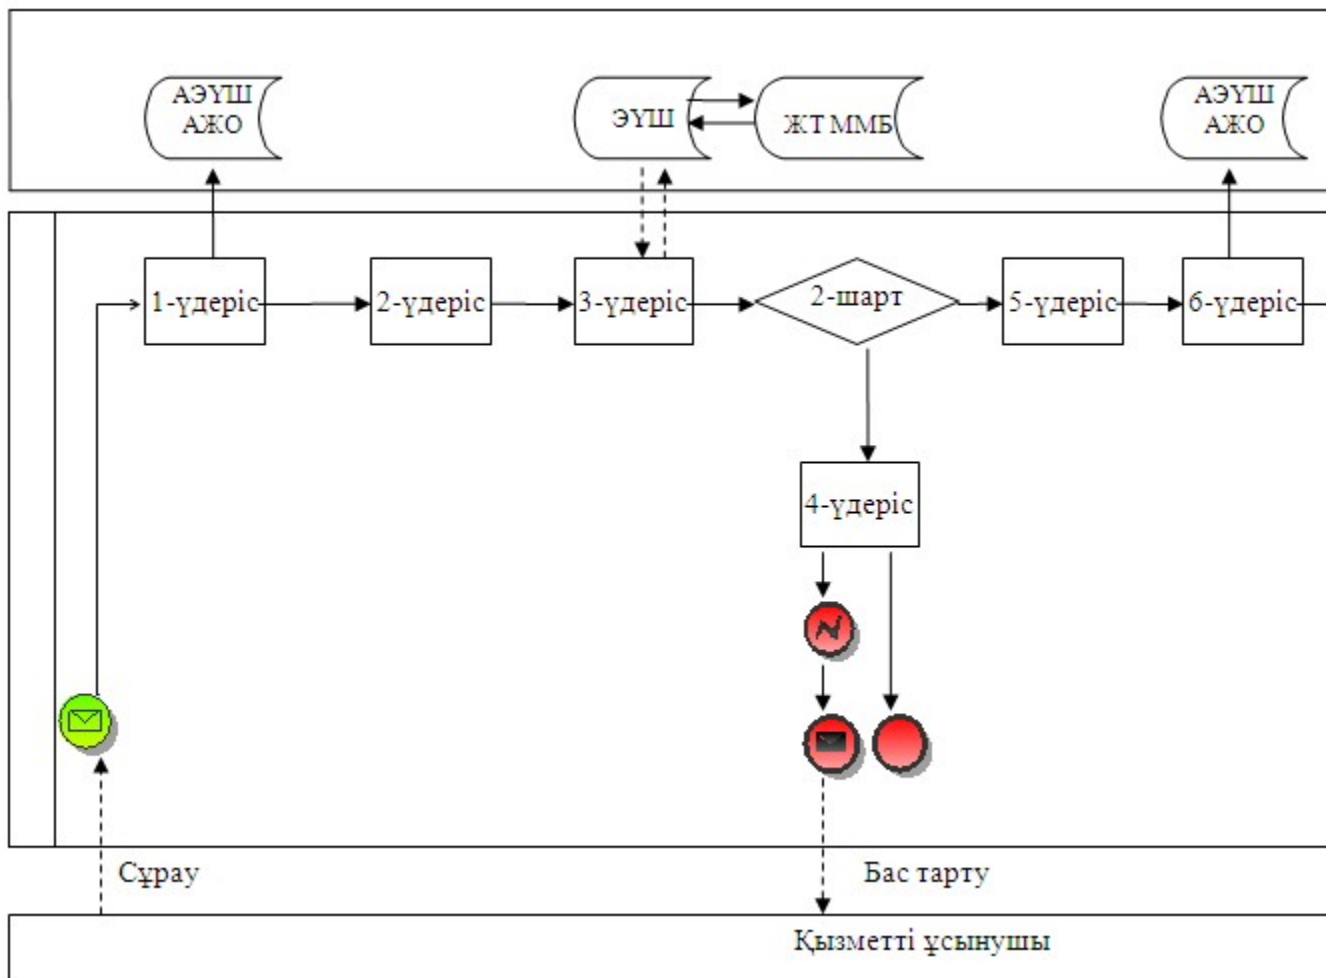 АЭҮШ
АЖО
ЭҮШ
ЖТ ММБ
АЭҮШ
АЖО
1-үдеріс
2-үдеріс
3-үдеріс
2-шарт
5-үдеріс
6-үдеріс
4-үдеріс
Сұрау
Бас тарту
Қызметті ұсынушы